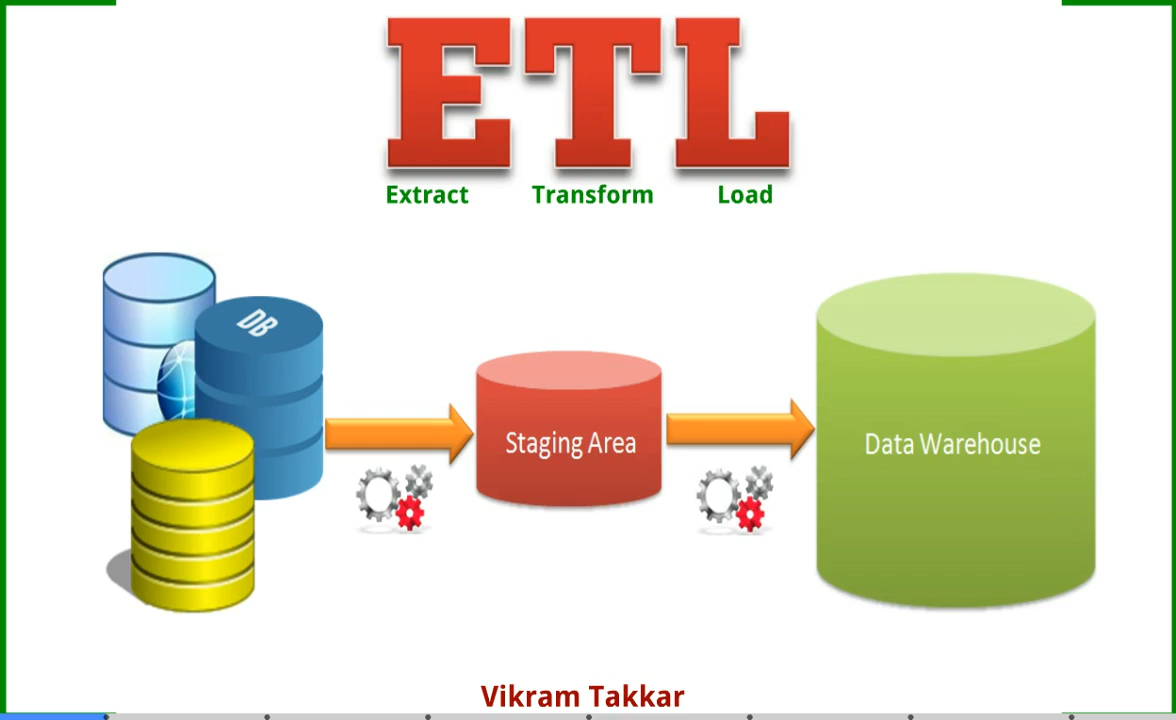 ETL
Extract Transform Load
DB
Staging Area
Data Warehouse
Vikram Takkar